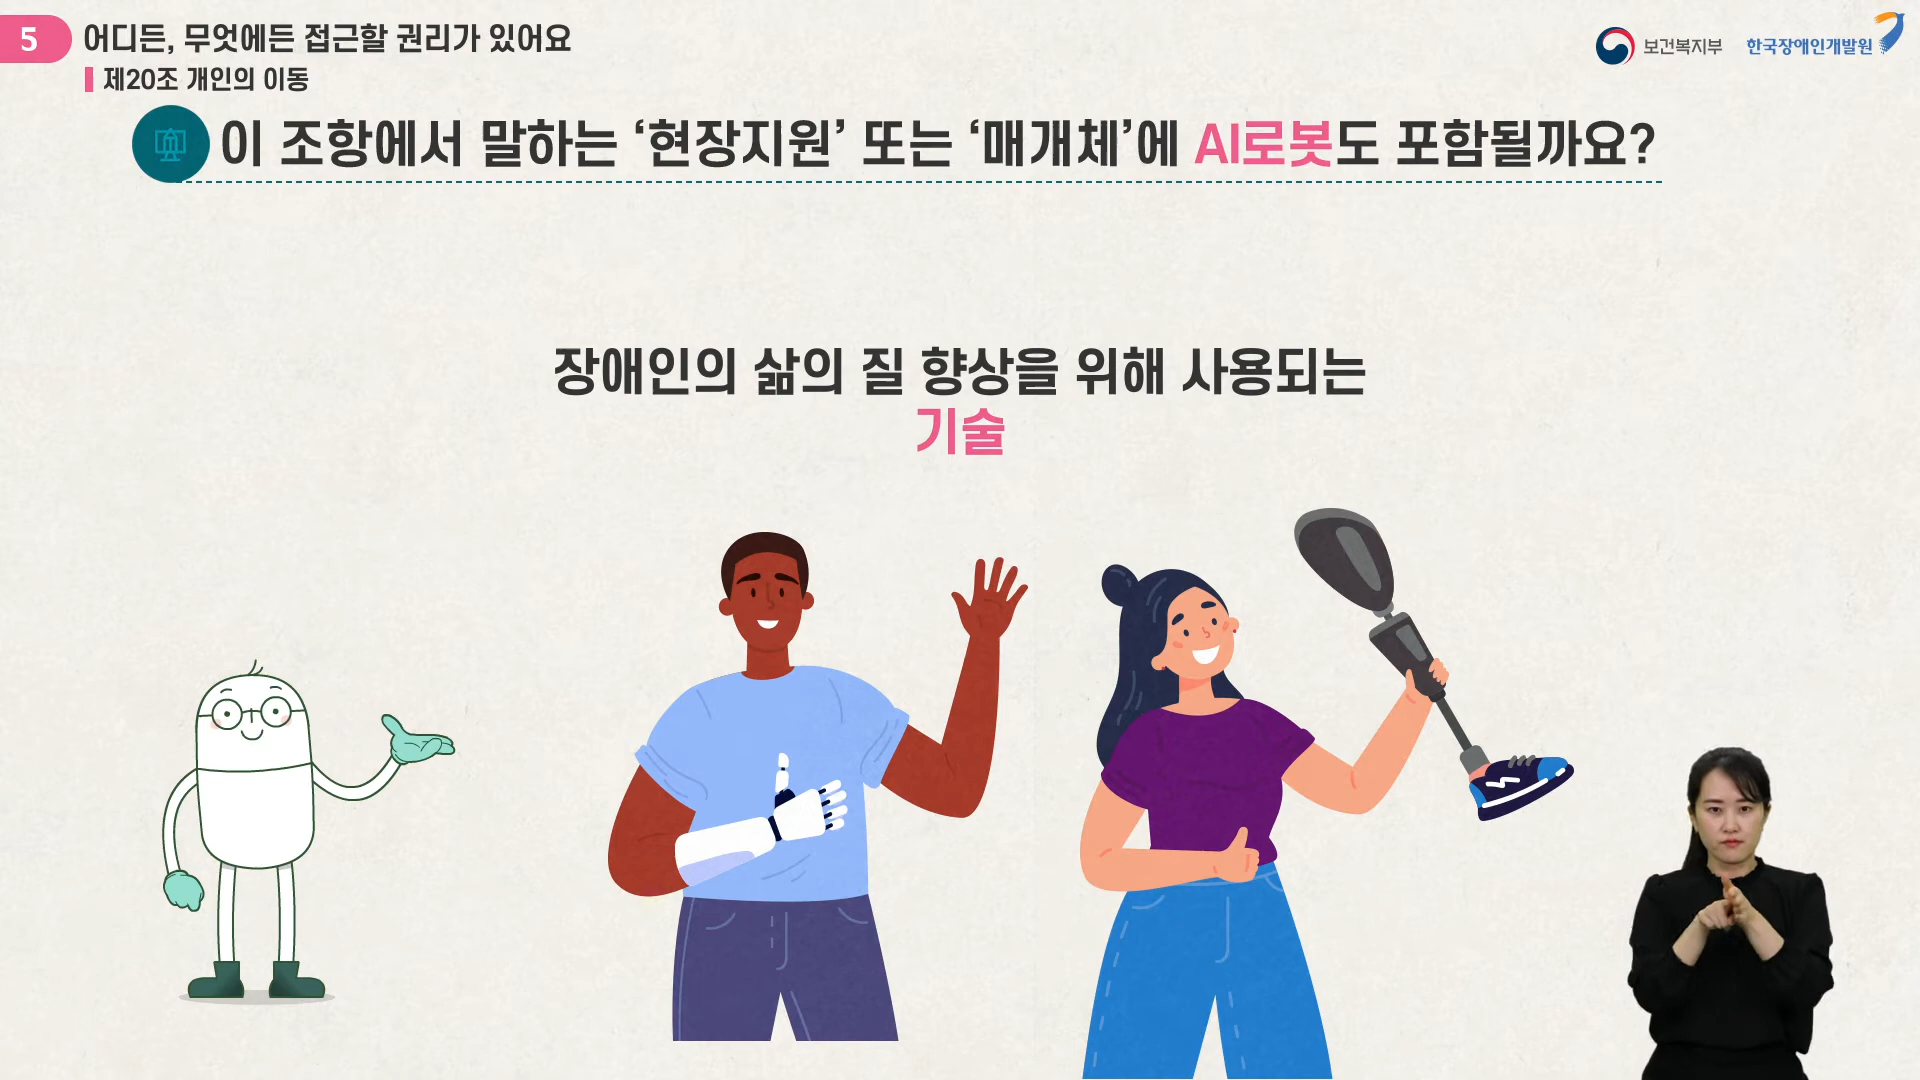 5
어디든, 무엇에든 접근할 권리가 있어요
제20조 개인의 이동
보건복지부
한국장애인개발원
이 조항에서 말하는 ‘현장지원’ 또는 ‘매개체’에 AI로봇도 포함될까요?
장애인의 삶의 질 향상을 위해 사용되는
기술